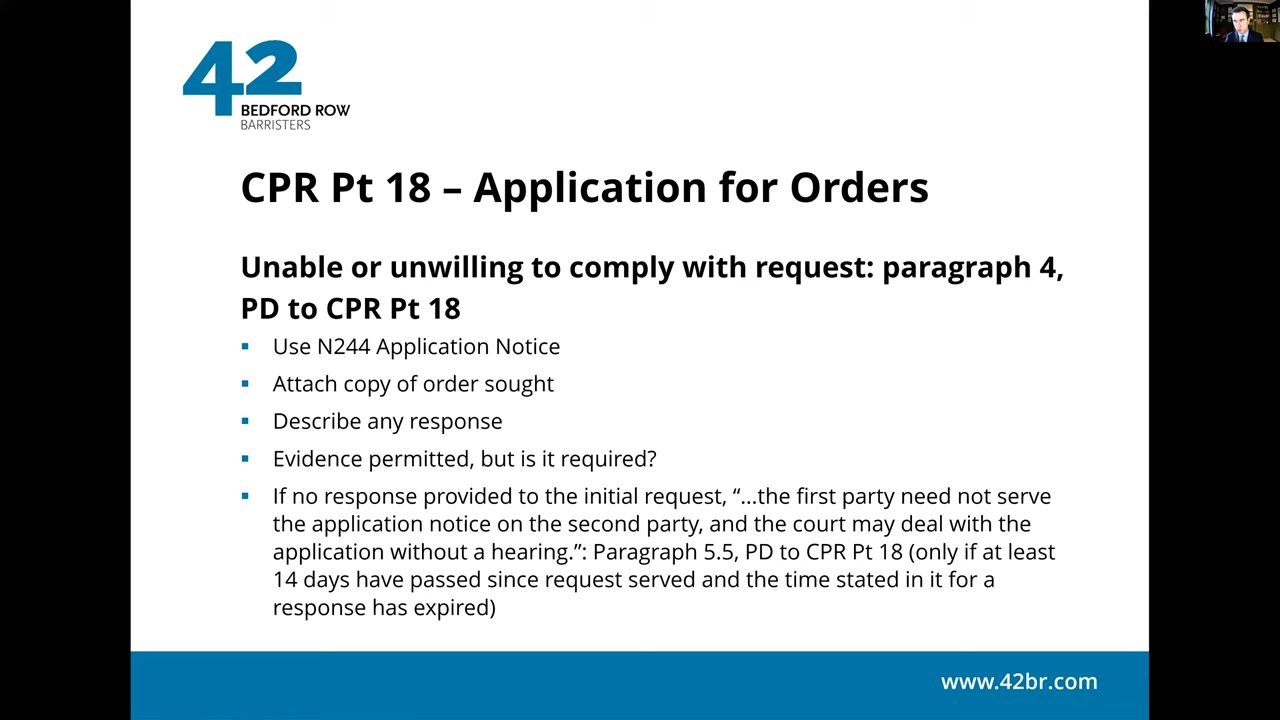 42
BEDFORD ROW
BARRISTERS
CPR Pt 18 – Application for Orders
Unable or unwilling to comply with request: paragraph 4,
PD to CPR Pt 18
▪ Use N244 Application Notice
▪ Attach copy of order sought
▪ Describe any response
▪ Evidence permitted, but is it required?
▪ If no response provided to the initial request, “...the first party need not serve
the application notice on the second party, and the court may deal with the
application without a hearing.”: Paragraph 5.5, PD to CPR Pt 18 (only if at least
14 days have passed since request served and the time stated in it for a
response has expired)
www.42br.com